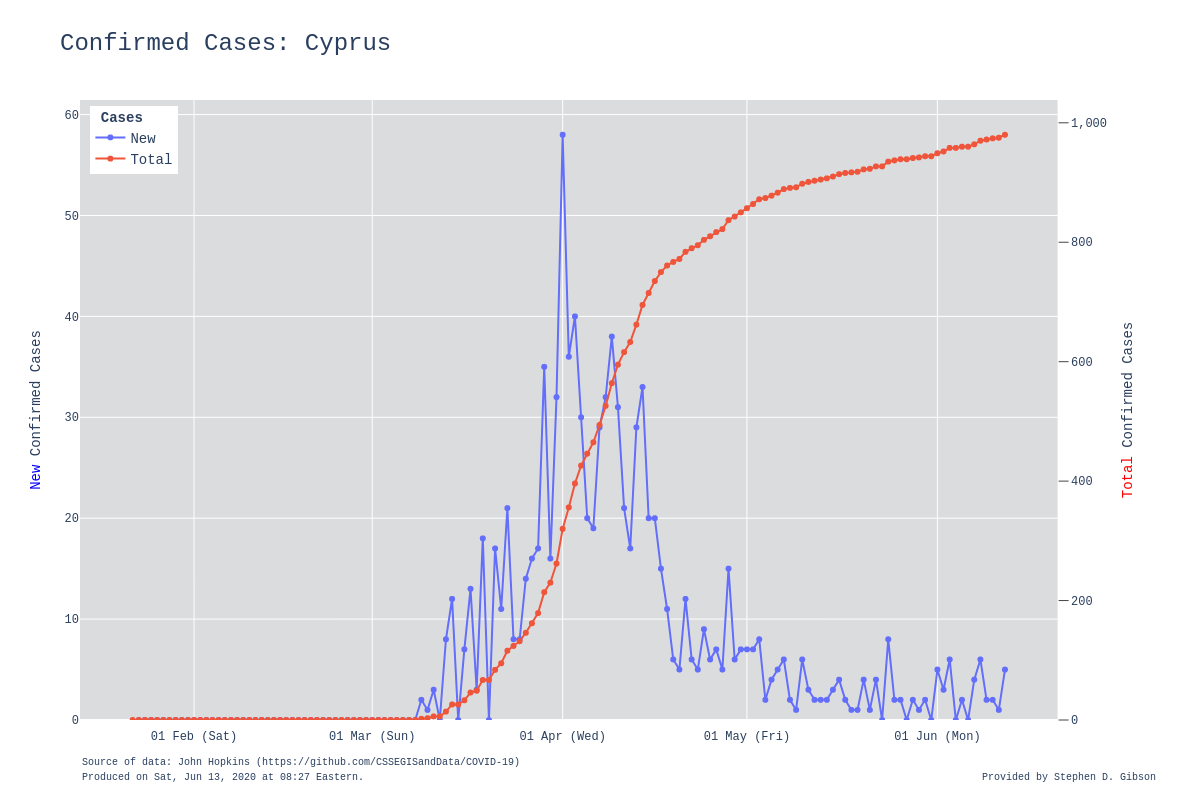 Confirmed Cases: Cyprus
Cases
New
Total
60
50
40
30
20
10
0
1,000
800
600
400
200
0
New Confirmed Cases
Total Confirmed Cases
01 Feb (Sat)
01 Mar (Sun)
01 Apr (Wed)
01 May (Fri)
01 Jun (Mon)
Source of data: John Hopkins (https://github.com/CSSEGISandData/COVID-19)
Produced on Sat, Jun 13, 2020 at 08:27 Eastern.
Provided by Stephen D. Gibson